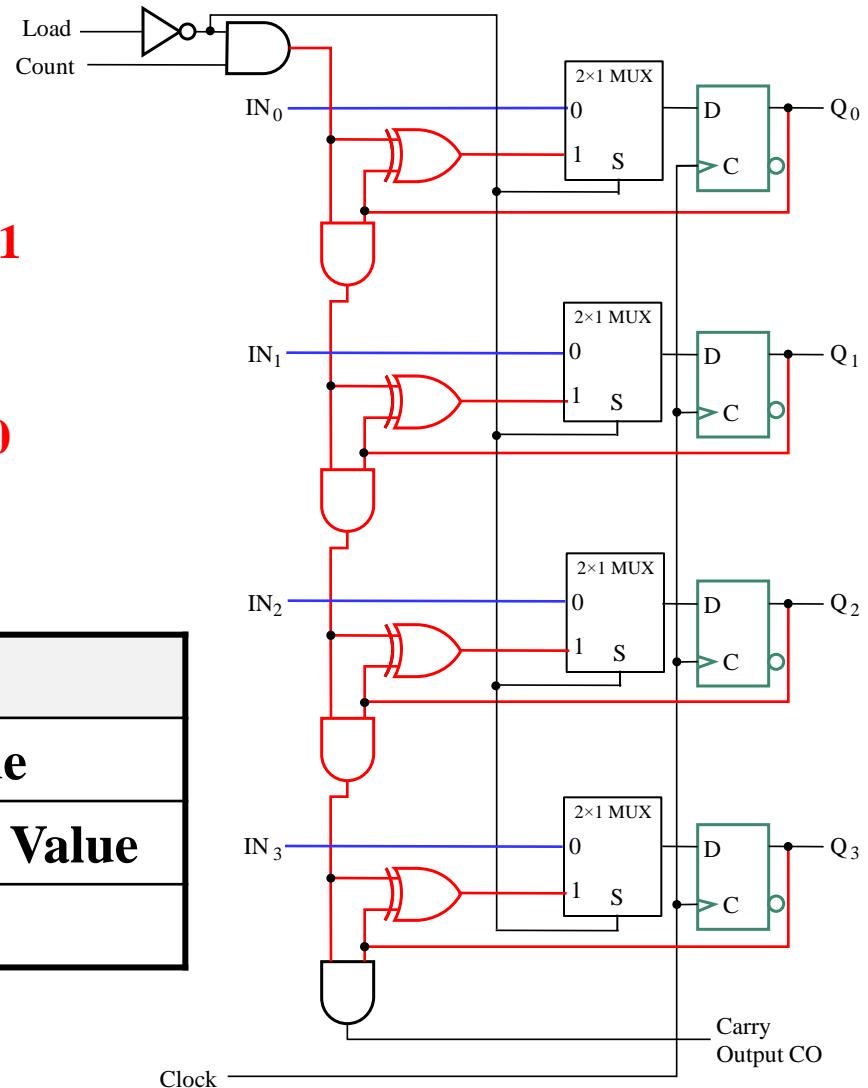 Load
Count
2×1 MUX
IN0
0
D
Q0
1
S
C
1
2×1 MUX
IN1
0
D
Q1
1
S
C
2×1 MUX
IN2
0
D
Q2
1
S
C
Value
2×1 MUX
IN3
0
D
Q3
1
S
C
Carry
Output CO
Clock